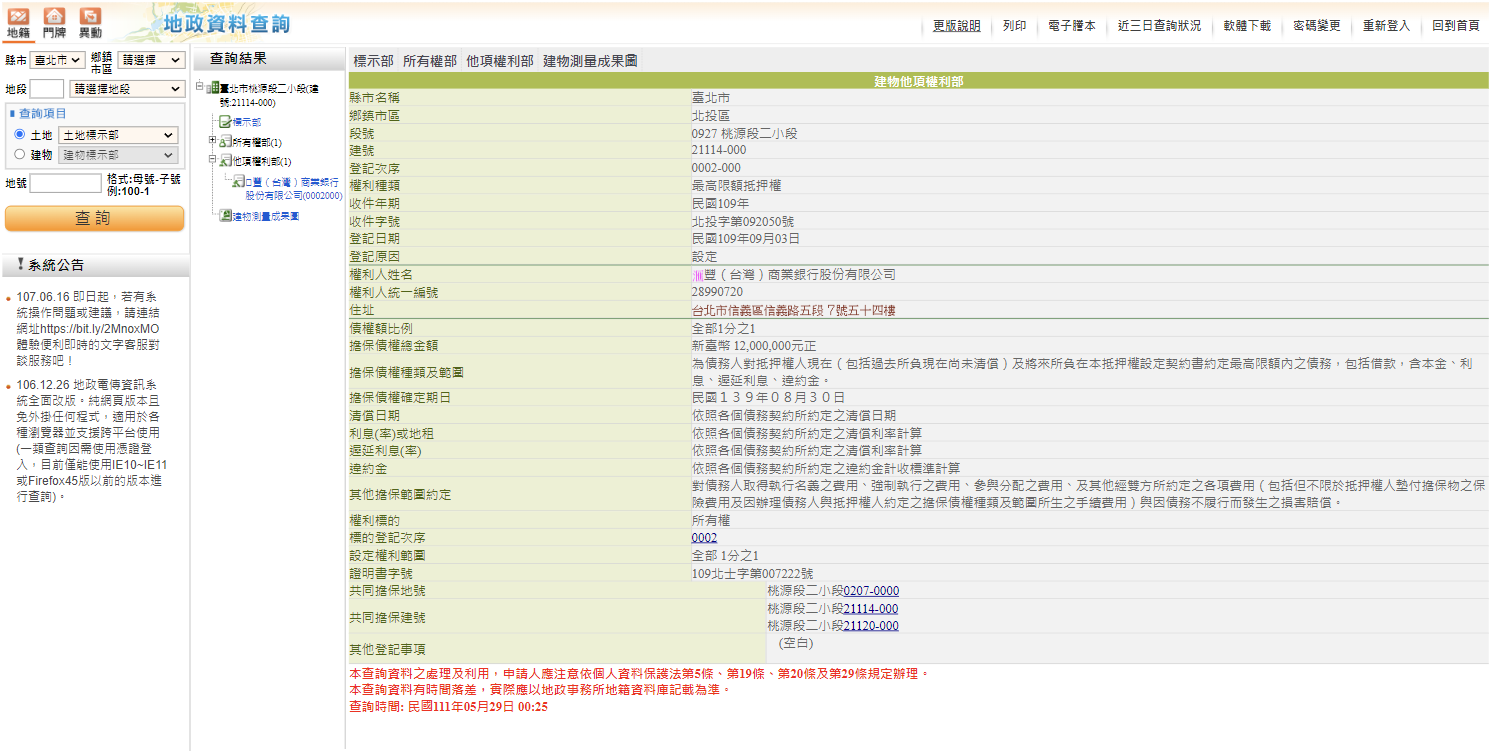 地籍 門牌 異動
地政資料查詢
更版說明 列印 電子謄本 近三日查詢狀況 軟體下載 密碼變更 重新登入 回到首頁
縣市 臺北市 鄉鎮市區 請選擇
地段 請選擇地段
查詢項目
土地 土地標示部
建物 建物標示部
地號 格式:母號-子號
例:100-1
查 詢
系統公告
107.06.16 即日起，若有系
統操作問題或建議，請連結
網址https://bit.ly/2MnoxMO
體驗便利即時的文字客服對
談服務吧！
106.12.26 地政電傳資訊系
統全面改版。純網頁版本且
免外掛任何程式，適用於各
種瀏覽器並支援跨平台使用
(一類查詢因需使用憑證登
入，目前僅能使用IE10~IE11
或Firefox45版以前的版本進
行查詢)。
查詢結果
臺北市桃源段二小段(建
號:21114-000)
標示部
所有權部(1)
他項權利部(1)
豐（台灣）商業銀行
股份有限公司(0002000)
建物測量成果圖
標示部 所有權部 他項權利部 建物測量成果圖
建物他項權利部
縣市名稱 臺北市
鄉鎮市區 北投區
段號 0927 桃源段二小段
建號 21114-000
登記次序 0002-000
權利種類 最高限額抵押權
收件年期 民國109年
收件字號 北投字第092050號
登記日期 民國109年09月03日
登記原因 設定
權利人姓名 滙豐（台灣）商業銀行股份有限公司
權利人統一編號 28990720
住址 台北市信義區信義路五段７號五十四樓
債權額比例 全部1分之1
擔保債權總金額 新臺幣 12,000,000元正
擔保債權種類及範圍 為債務人對抵押權人現在（包括過去所負現在尚未清償）及將來所負在本抵押權設定契約書約定最高限額內之債務，包括借款，含本金、利
息、遲延利息、違約金。
擔保債權確定期日 民國１３９年０８月３０日
清償日期 依照各個債務契約所約定之清償日期
利息(率)或地租 依照各個債務契約所約定之清償利率計算
遲延利息(率) 依照各個債務契約所約定之清償利率計算
違約金 依照各個債務契約所約定之違約金計收標準計算
其他擔保範圍約定 對債務人取得執行名義之費用、強制執行之費用、參與分配之費用、及其他經雙方所約定之各項費用（包括但不限於抵押權人墊付擔保物之保
險費用及因辦理債務人與抵押權人約定之擔保債權種類及範圍所生之手續費用）與因債務不履行而發生之損害賠償。
權利標的 所有權
標的登記次序 0002
設定權利範圍 全部 1分之1
證明書字號 109北士字第007222號
共同擔保地號 桃源段二小段0207-0000
共同擔保建號 桃源段二小段21114-000
桃源段二小段21120-000
其他登記事項 (空白)
本查詢資料之處理及利用，申請人應注意依個人資料保護法第5條、第19條、第20條及第29條規定辦理。
本查詢資料有時間落差，實際應以地政事務所地籍資料庫記載為準。
查詢時間: 民國111年05月29日 00:25